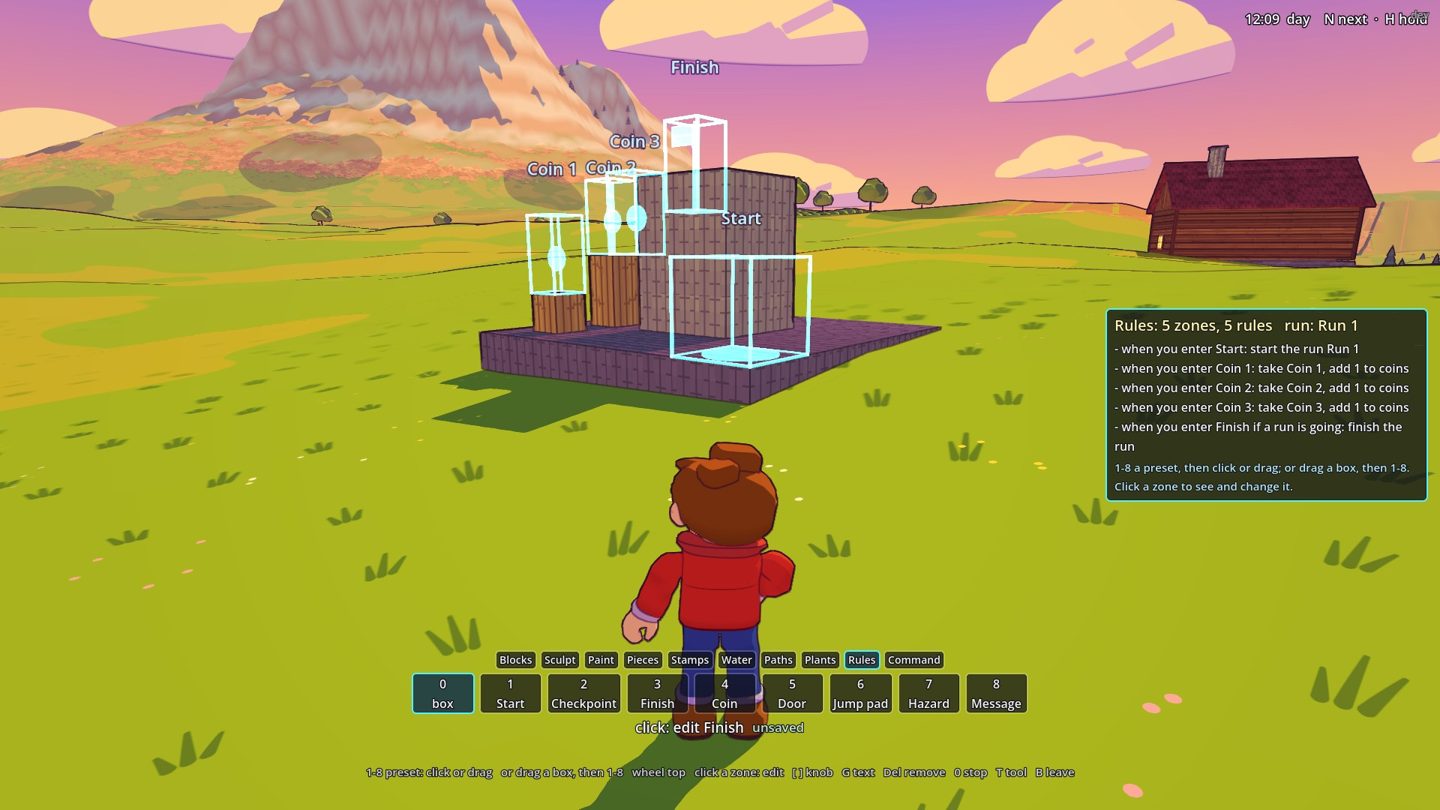 12:09 day N next · H hold
Finish
Coin 3
Coin 1 Coin 2
Start
Rules: 5 zones, 5 rules run: Run 1
- when you enter Start: start the run Run 1
- when you enter Coin 1: take Coin 1, add 1 to coins
- when you enter Coin 2: take Coin 2, add 1 to coins
- when you enter Coin 3: take Coin 3, add 1 to coins
- when you enter Finish if a run is going: finish the
run
1-8 a preset, then click or drag; or drag a box, then 1-8.
Click a zone to see and change it.
Blocks Sculpt Paint Pieces Stamps Water Paths Plants Rules Command
0 1 2 3 4 5 6 7 8
box Start Checkpoint Finish Coin Door Jump pad Hazard Message
click: edit Finish unsaved
1-8 preset: click or drag or drag a box, then 1-8 wheel top click a zone: edit [ ] knob G text Del remove 0 stop T tool B leave